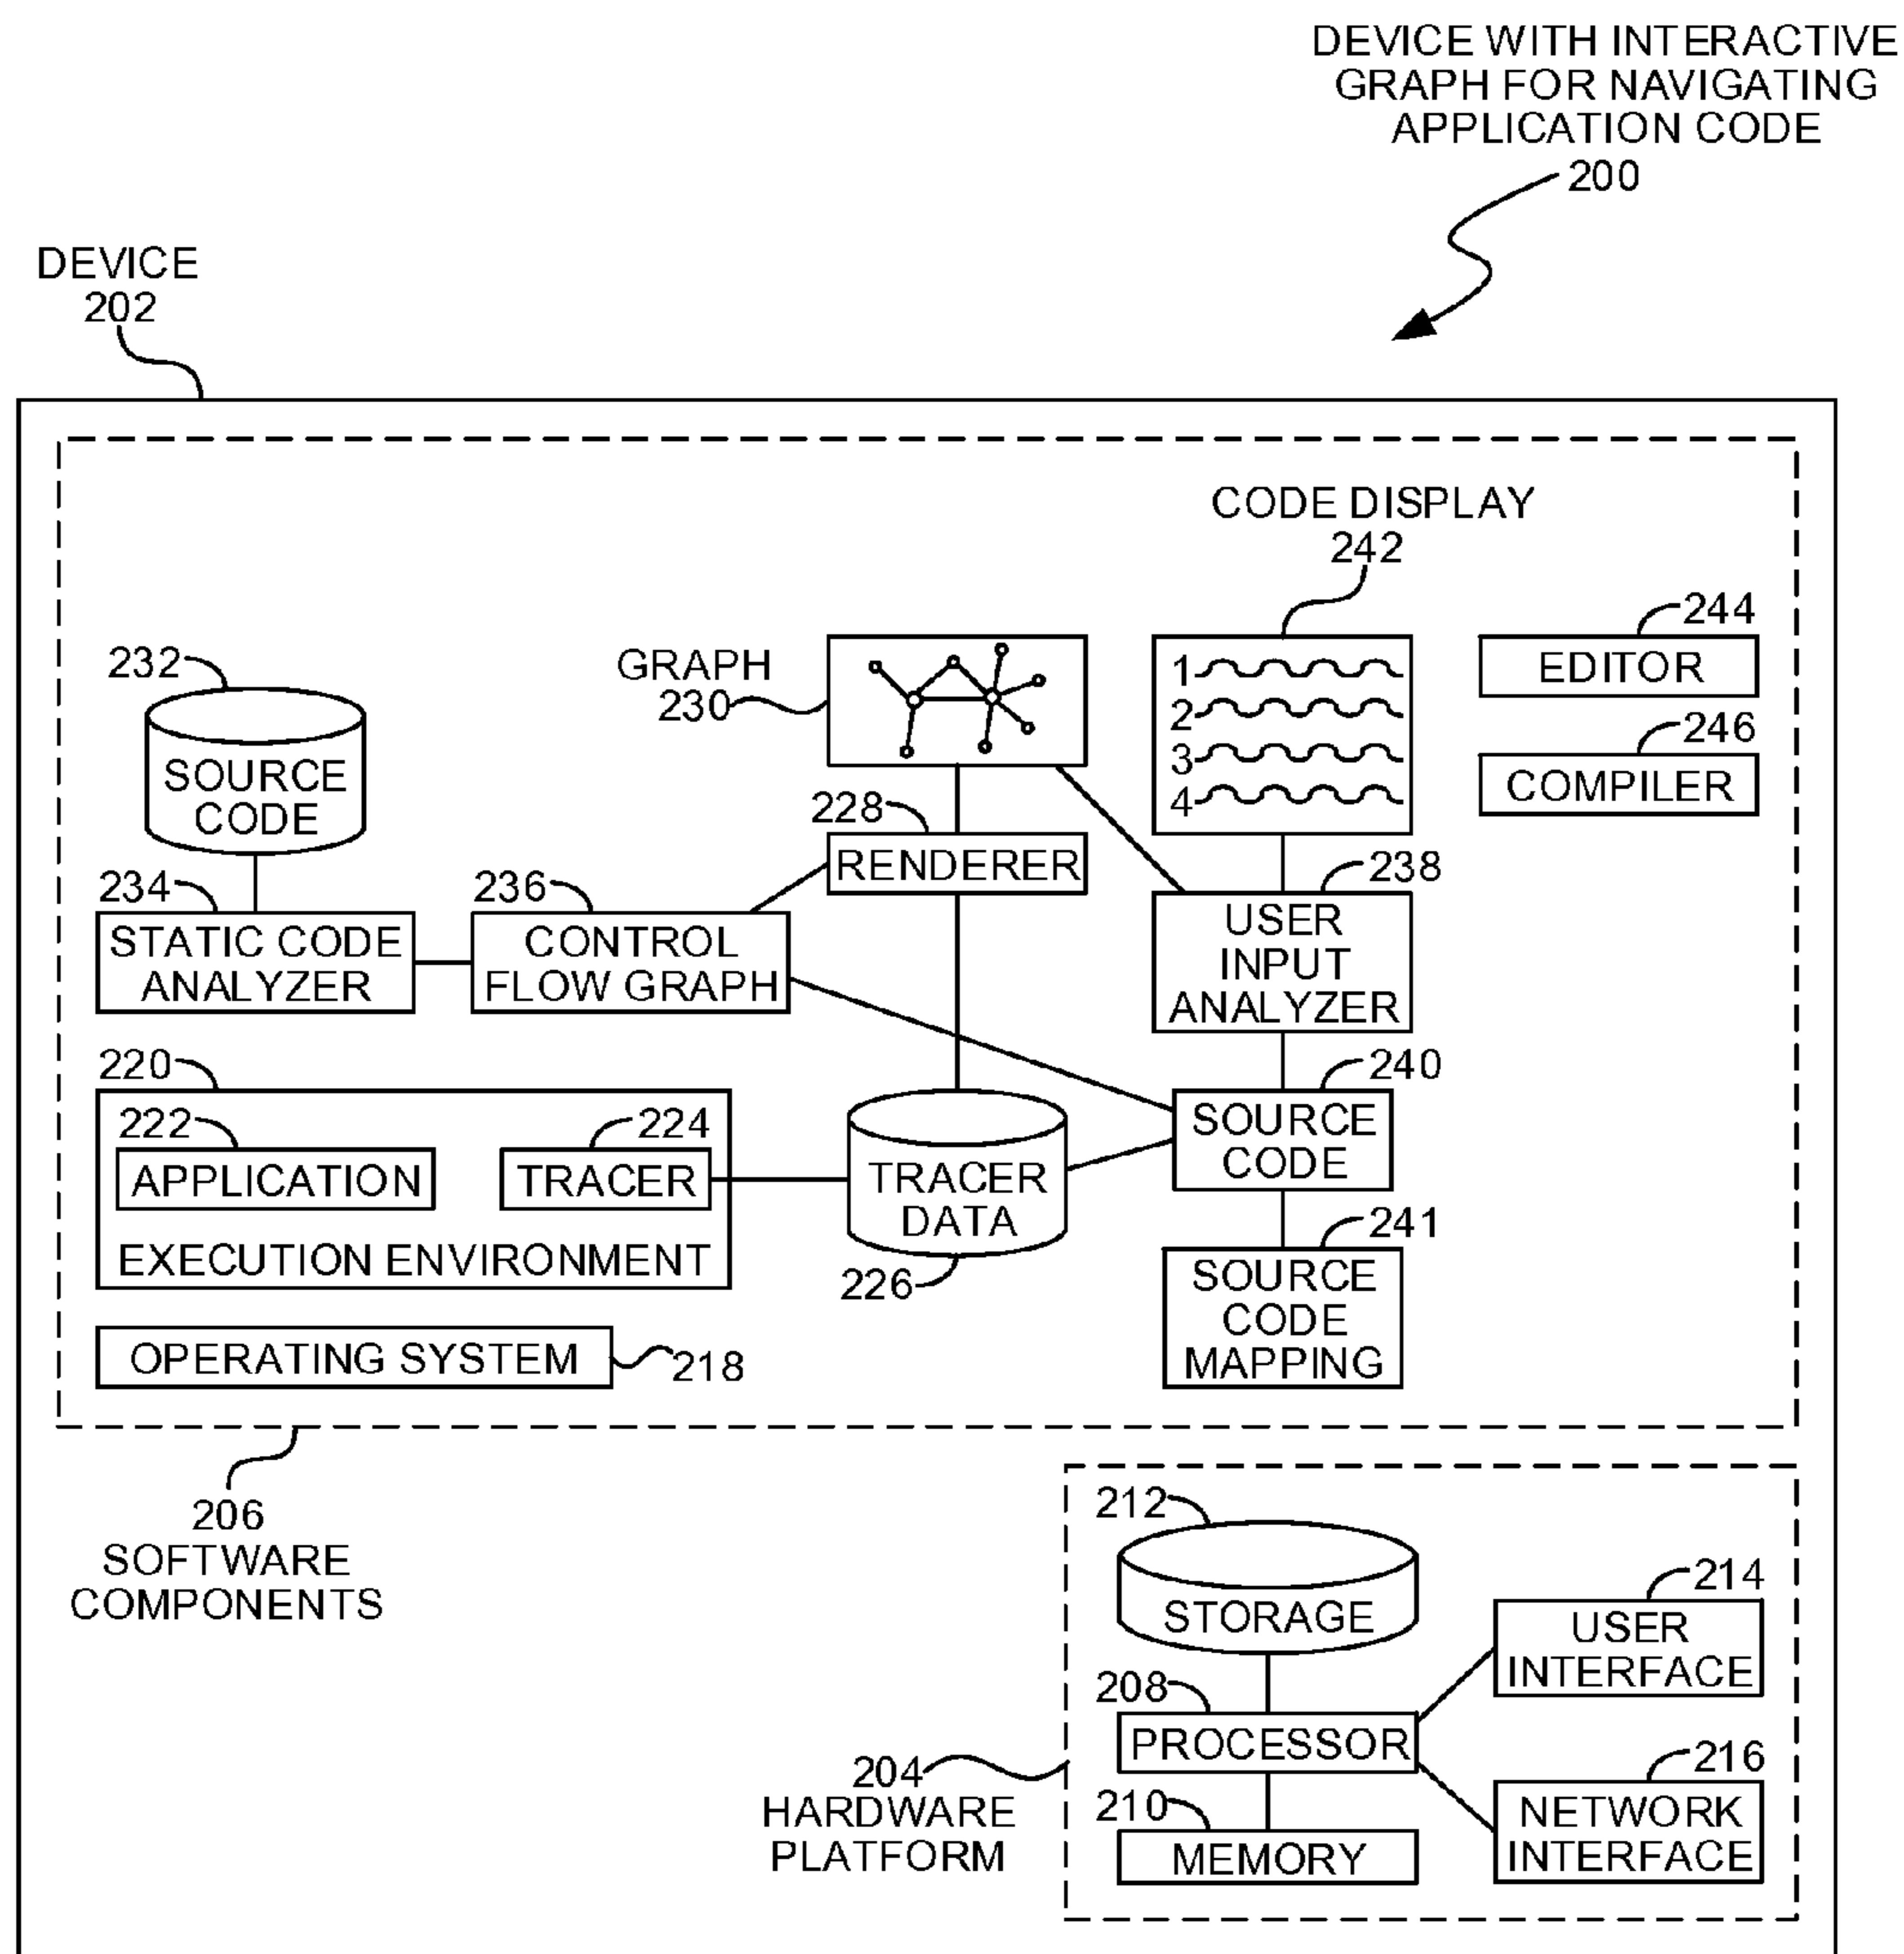 DEVICE WITH INTERACTIVE
GRAPH FOR NAVIGATING
APPLICATION CODE
200
DEVICE
202
CODE DISPLAY
242
244
EDITOR
246
COMPILER
232
SOURCE
CODE
GRAPH
230
1
2
3
4
228
RENDERER
234
STATIC CODE
ANALYZER
236
CONTROL
FLOW GRAPH
238
USER
INPUT
ANALYZER
220
222
APPLICATION
224
TRACER
EXECUTION ENVIRONMENT
TRACER
DATA
226
240
SOURCE
CODE
241
SOURCE
CODE
MAPPING
OPERATING SYSTEM
218
206
SOFTWARE
COMPONENTS
212
STORAGE
214
USER
INTERFACE
208
PROCESSOR
204
HARDWARE
PLATFORM
210
MEMORY
216
NETWORK
INTERFACE